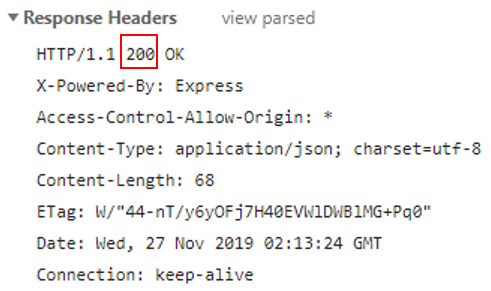 ▼ Response Headers view parsed
HTTP/1.1 200 OK
X-Powered-By: Express
Access-Control-Allow-Origin: *
Content-Type: application/json; charset=utf-8
Content-Length: 68
ETag: W/"44-nT/y6yOFj7H40EVWlDWBlMG+Pq0"
Date: Wed, 27 Nov 2019 02:13:24 GMT
Connection: keep-alive